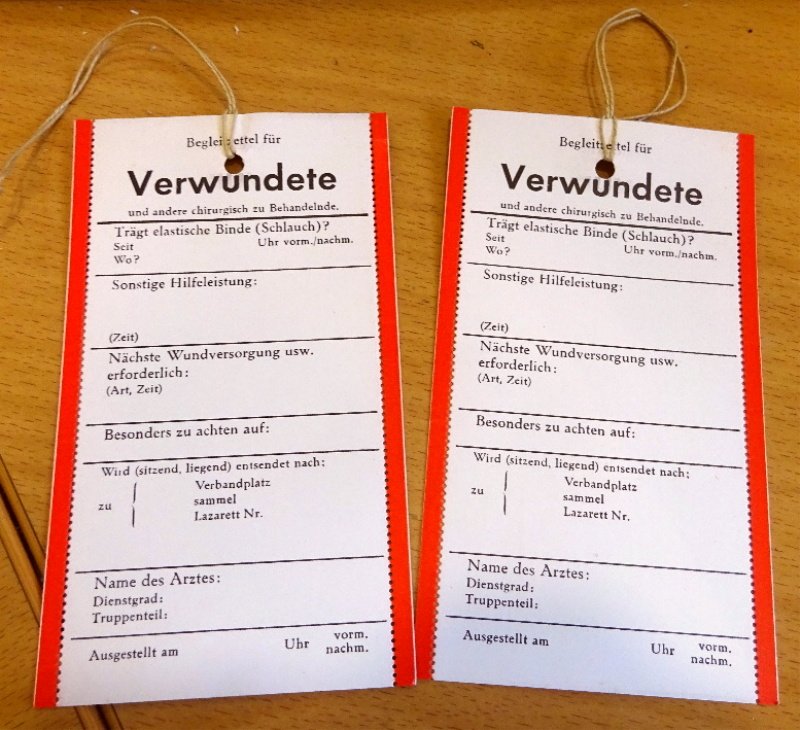 Begleitzettel für
Verwundete
und andere chirurgisch zu Behandelnde.
Trägt elastische Binde (Schlauch)?
Seit Uhr vorm./nachm.
Wo?
Sonstige Hilfeleistung:
(Zeit)
Nächste Wundversorgung usw.
erforderlich:
(Art, Zeit)
Besonders zu achten auf:
Wird (sitzend, liegend) entsendet nach:
Verbandplatz
zu sammel
Lazarett Nr.
Name des Arztes:
Dienstgrad:
Truppenteil:
Ausgestellt am Uhr vorm.
nachm.
Begleitzettel für
Verwundete
und andere chirurgisch zu Behandelnde.
Trägt elastische Binde (Schlauch)?
Seit Uhr vorm./nachm.
Wo?
Sonstige Hilfeleistung:
(Zeit)
Nächste Wundversorgung usw.
erforderlich:
(Art, Zeit)
Besonders zu achten auf:
Wird (sitzend, liegend) entsendet nach:
Verbandplatz
zu sammel
Lazarett Nr.
Name des Arztes:
Dienstgrad:
Truppenteil:
Ausgestellt am Uhr vorm.
nachm.